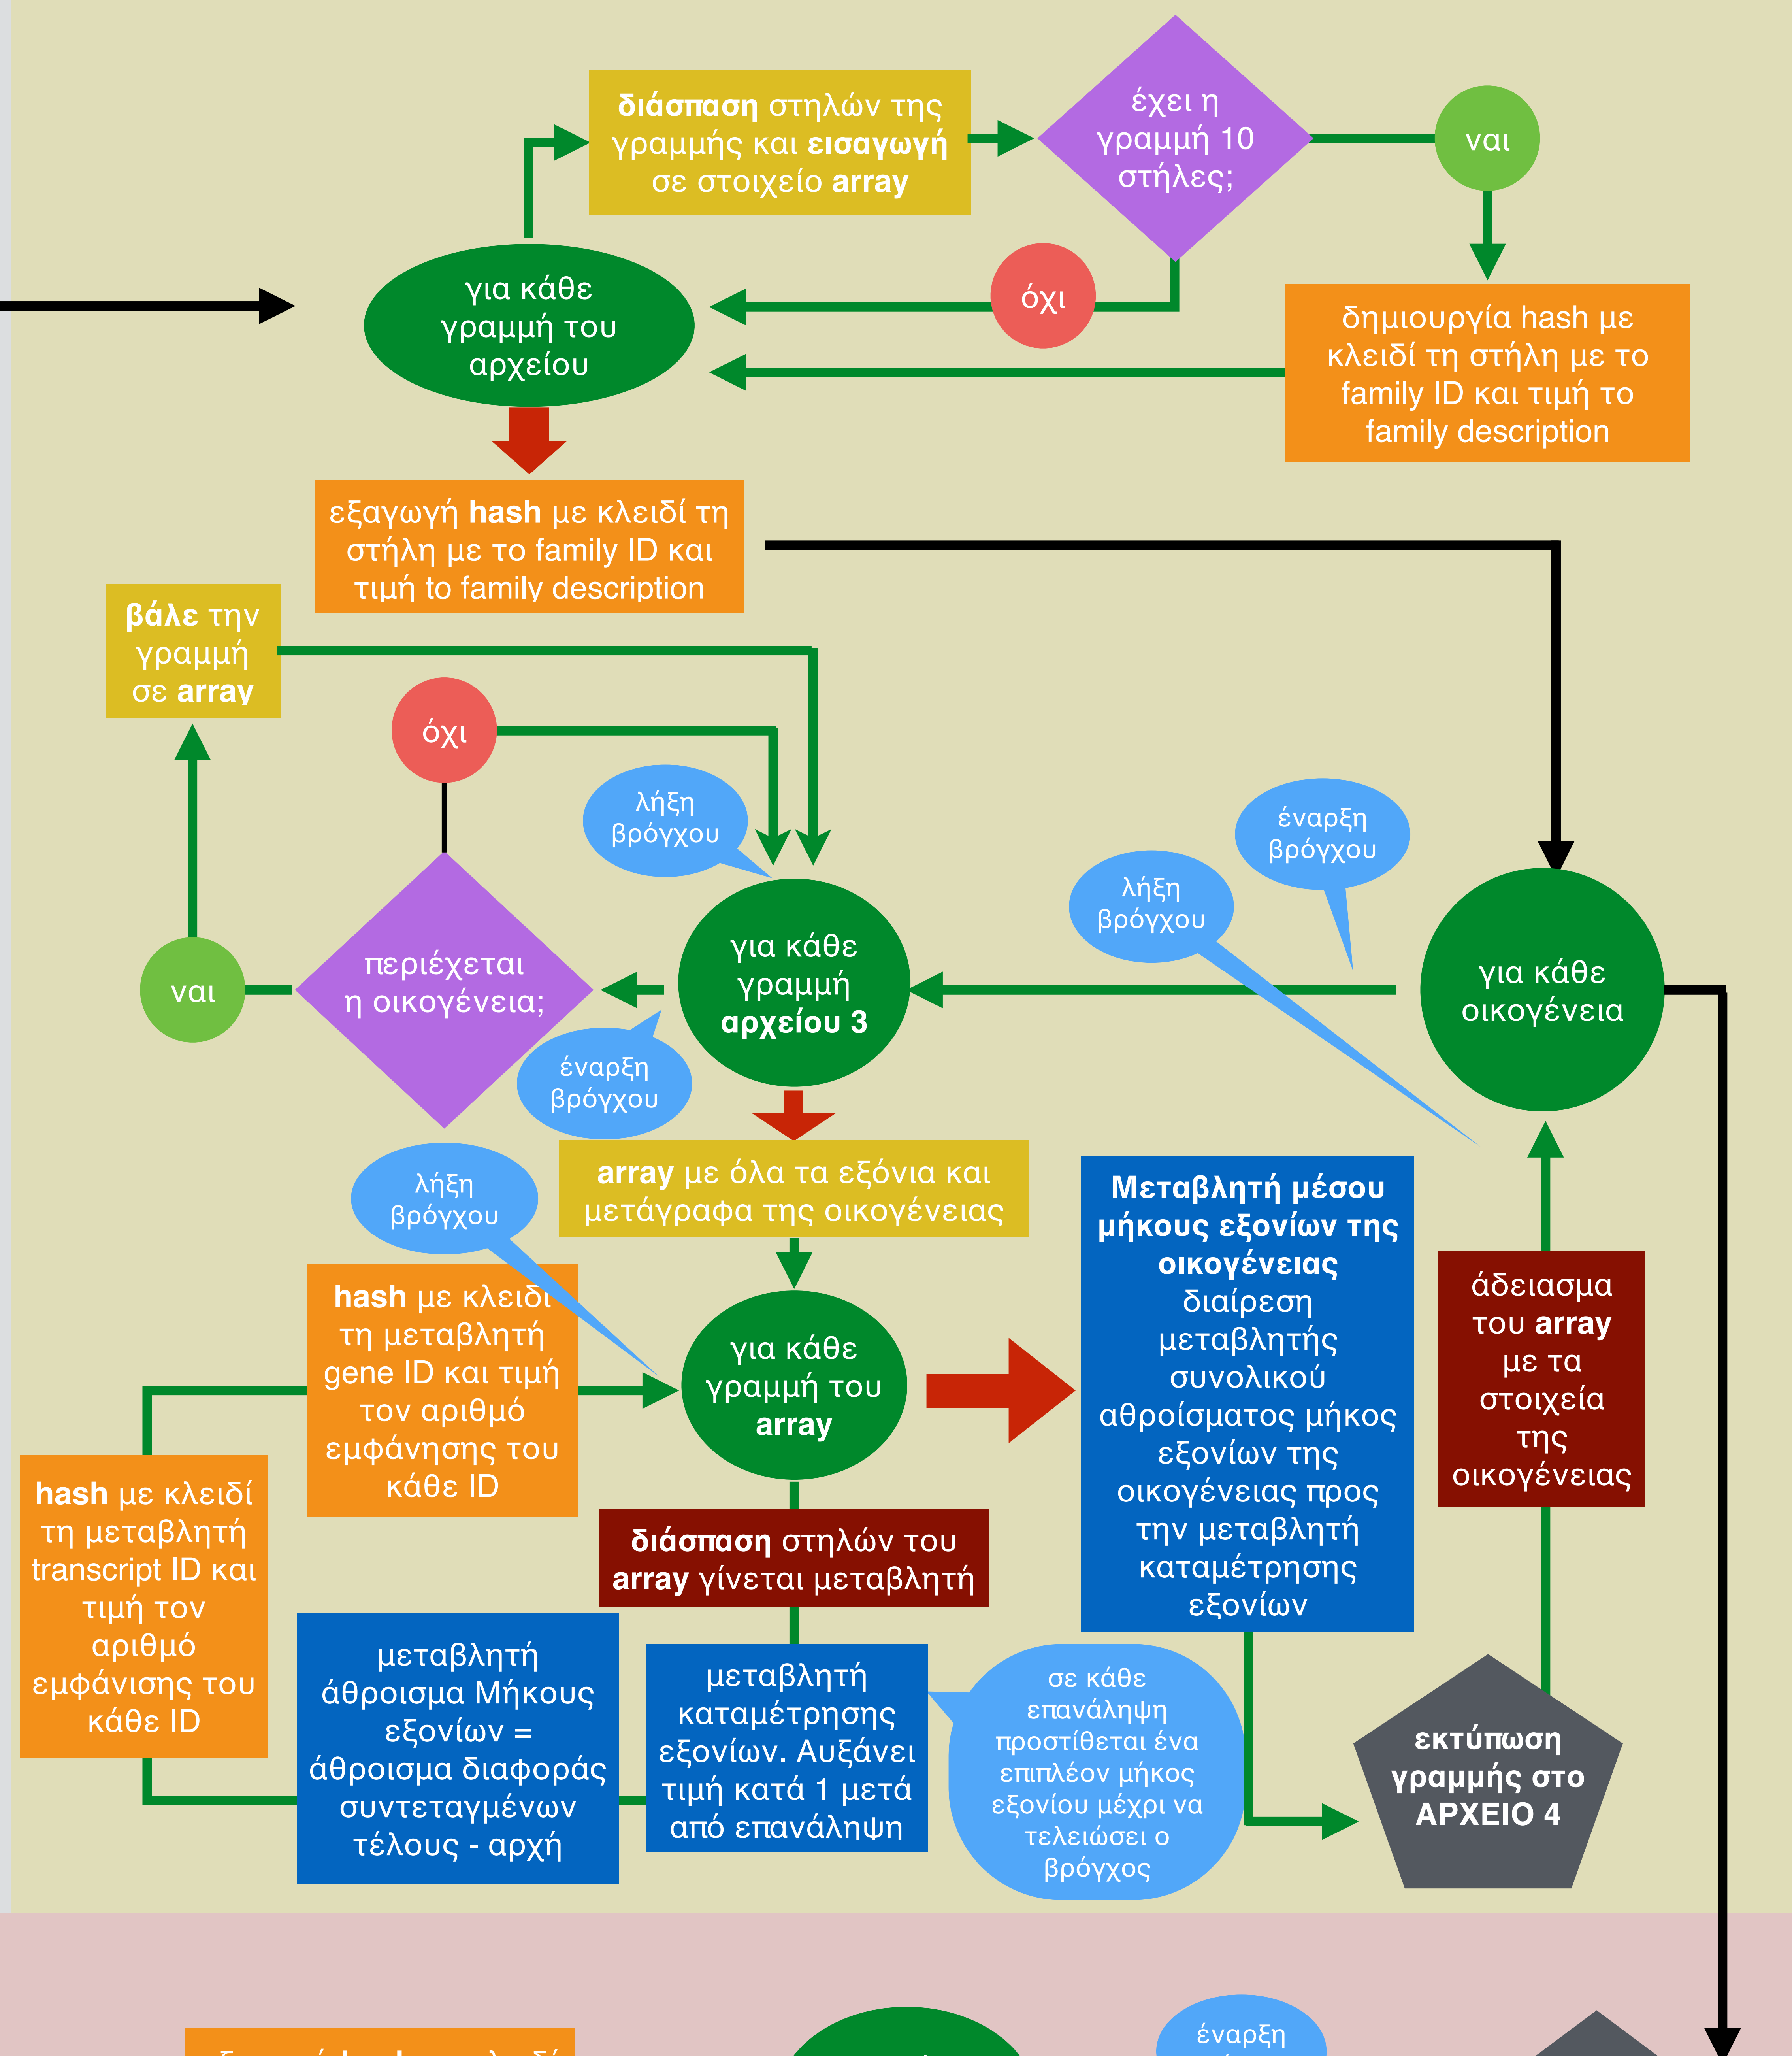 διάσπαση στηλών της
γραμμής και εισαγωγή
σε στοιχείο array
έχει η
γραμμή 10
στήλες;
ναι
όχι
για κάθε
γραμμή του
αρχείου
δημιουργία hash με
κλειδί τη στήλη με το
family ID και τιμή το
family description
εξαγωγή hash με κλειδί τη
στήλη με το family ID και
τιμή to family description
βάλε την
γραμμή
σε array
όχι
λήξη
βρόγχου
έναρξη
βρόγχου
λήξη
βρόγχου
ναι
περιέχεται
η οικογένεια;
για κάθε
γραμμή
αρχείου 3
για κάθε
οικογένεια
έναρξη
βρόγχου
λήξη
βρόγχου
array με όλα τα εξόνια και
μετάγραφα της οικογένειας
Μεταβλητή μέσου
μήκους εξονίων της
οικογένειας
διαίρεση
μεταβλητής
συνολικού
αθροίσματος μήκος
εξονίων της
οικογένειας προς
την μεταβλητή
καταμέτρησης
εξονίων
άδειασμα
του array
με τα
στοιχεία
της
οικογένειας
hash με κλειδί
τη μεταβλητή
gene ID και τιμή
τον αριθμό
εμφάνησης του
κάθε ID
για κάθε
γραμμή του
array
hash με κλειδί
τη μεταβλητή
transcript ID και
τιμή τον
αριθμό
εμφάνισης του
κάθε ID
διάσπαση στηλών του
array γίνεται μεταβλητή
μεταβλητή
άθροισμα Μήκους
εξονίων =
άθροισμα διαφοράς
συντεταγμένων
τέλους - αρχή
μεταβλητή
καταμέτρησης
εξονίων. Αυξάνει
τιμή κατά 1 μετά
από επανάληψη
σε κάθε
επανάληψη
προστίθεται ένα
επιπλέον μήκος
εξονίου μέχρι να
τελειώσει ο
βρόγχος
εκτύπωση
γραμμής στο
ΑΡΧΕΙΟ 4
έναρξη